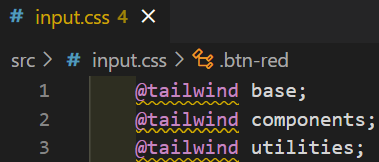 # input.css 4 ×
src > # input.css > .btn-red
1 @tailwind base;
2 @tailwind components;
3 @tailwind utilities;